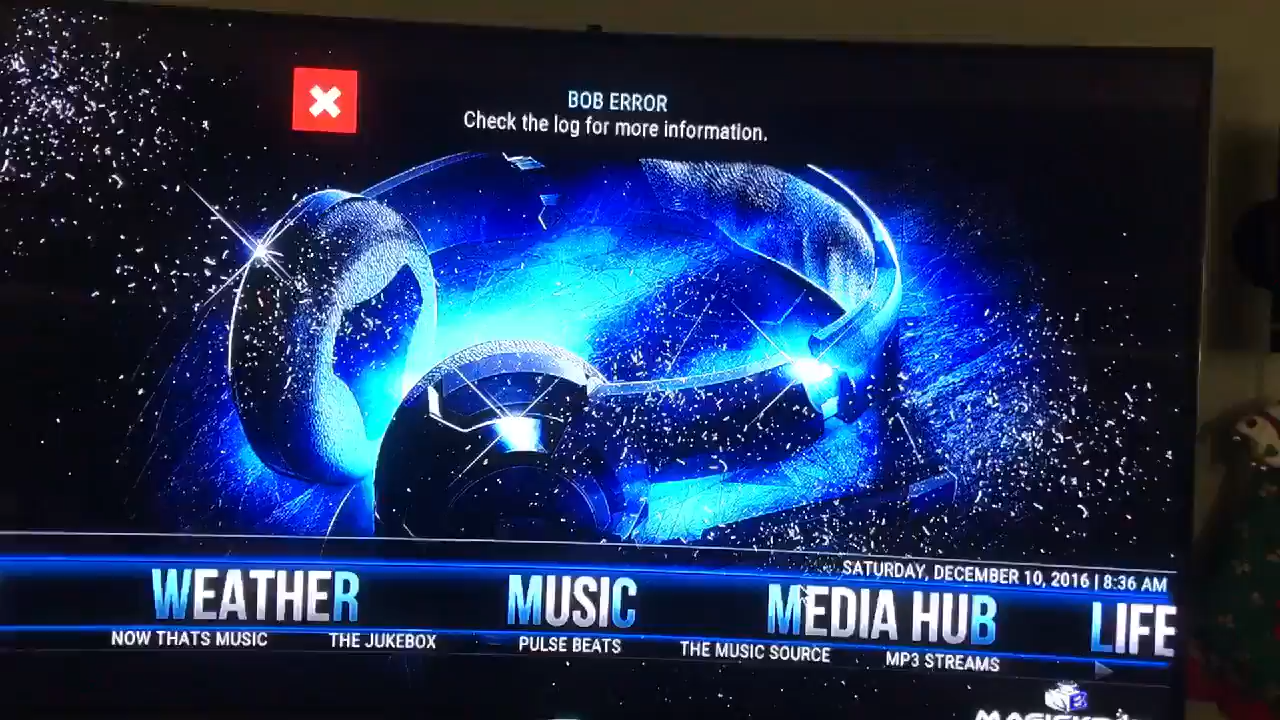 BOB ERROR
Check the log for more information.
SATURDAY, DECEMBER 10, 2016 | 8:36 AM
WEATHER
MUSIC
MEDIA HUB
LIFE
NOW THATS MUSIC
THE JUKEBOX
PULSE BEATS
THE MUSIC SOURCE
MP3 STREAMS